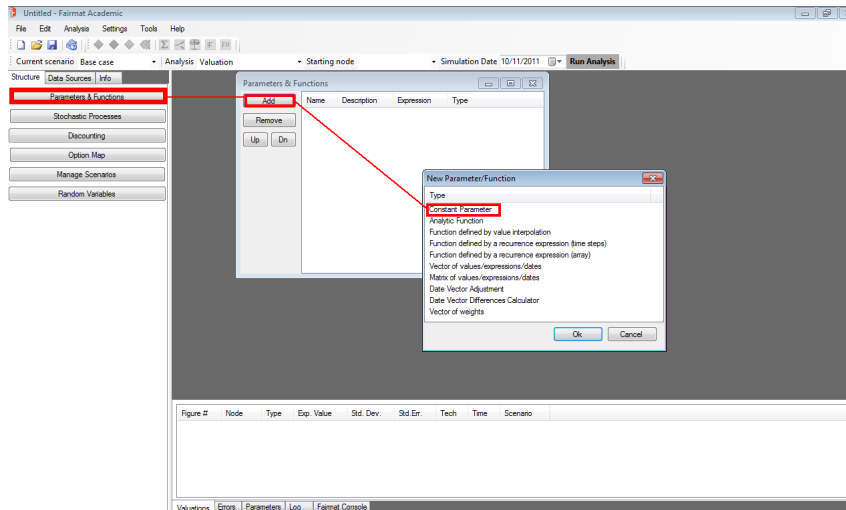 Untitled - Fairmat Academic
File Edit Analysis Settings Tools Help
Current scenario Base case Analysis Valuation Starting node Simulation Date 10/11/2011 Run Analysis
Structure Data Sources Info
Parameters & Functions
Stochastic Processes
Discounting
Option Map
Manage Scenarios
Random Variables
Parameters & Functions
Add Name Description Expression Type
Remove
Up Dn
New Parameter/Function
Type
Constant Parameter
Analytic Function
Function defined by value interpolation
Function defined by a recurrence expression (time steps)
Function defined by a recurrence expression (array)
Vector of values/expressions/dates
Matrix of values/expressions/dates
Date Vector Adjustment
Date Vector Differences Calculator
Vector of weights
Ok Cancel
Figure # Node Type Exp. Value Std. Dev. Std.Err. Tech Time Scenario
Valuations Errors Parameters Log Fairmat Console